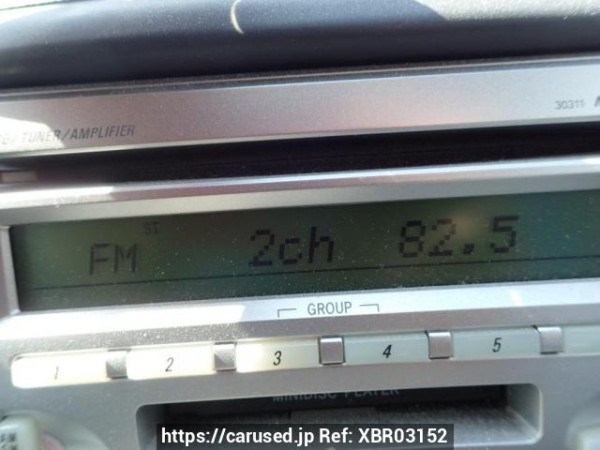 TUNER/AMPLIFIER
30311
ST
FM 2ch 82.5
GROUP
1 2 3 4 5
MINIDISC PLAYER
https://carused.jp Ref: XBR03152